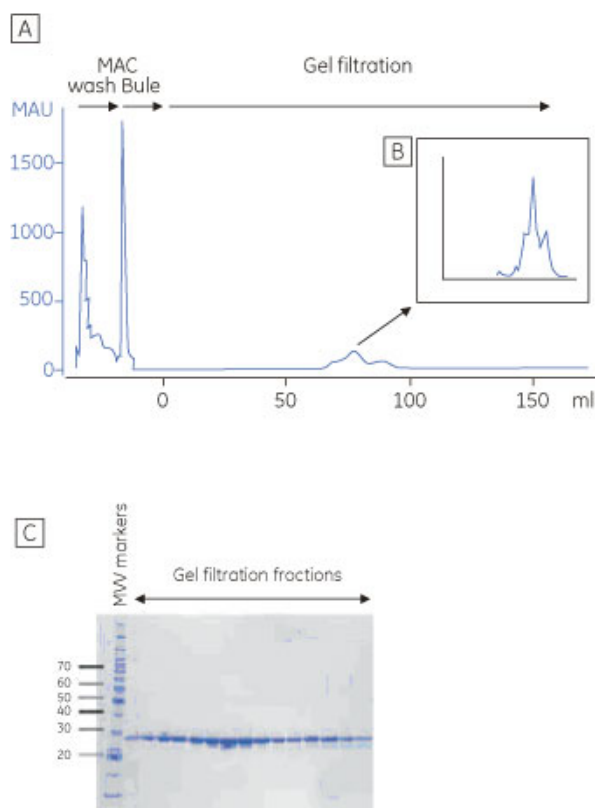 A
MAC
wash Bule
Gel filtration
MAU
1500
1000
500
0
B
0 50 100 150 ml
C
MW markers
Gel filtration froctions
70
60
50
40
30
20